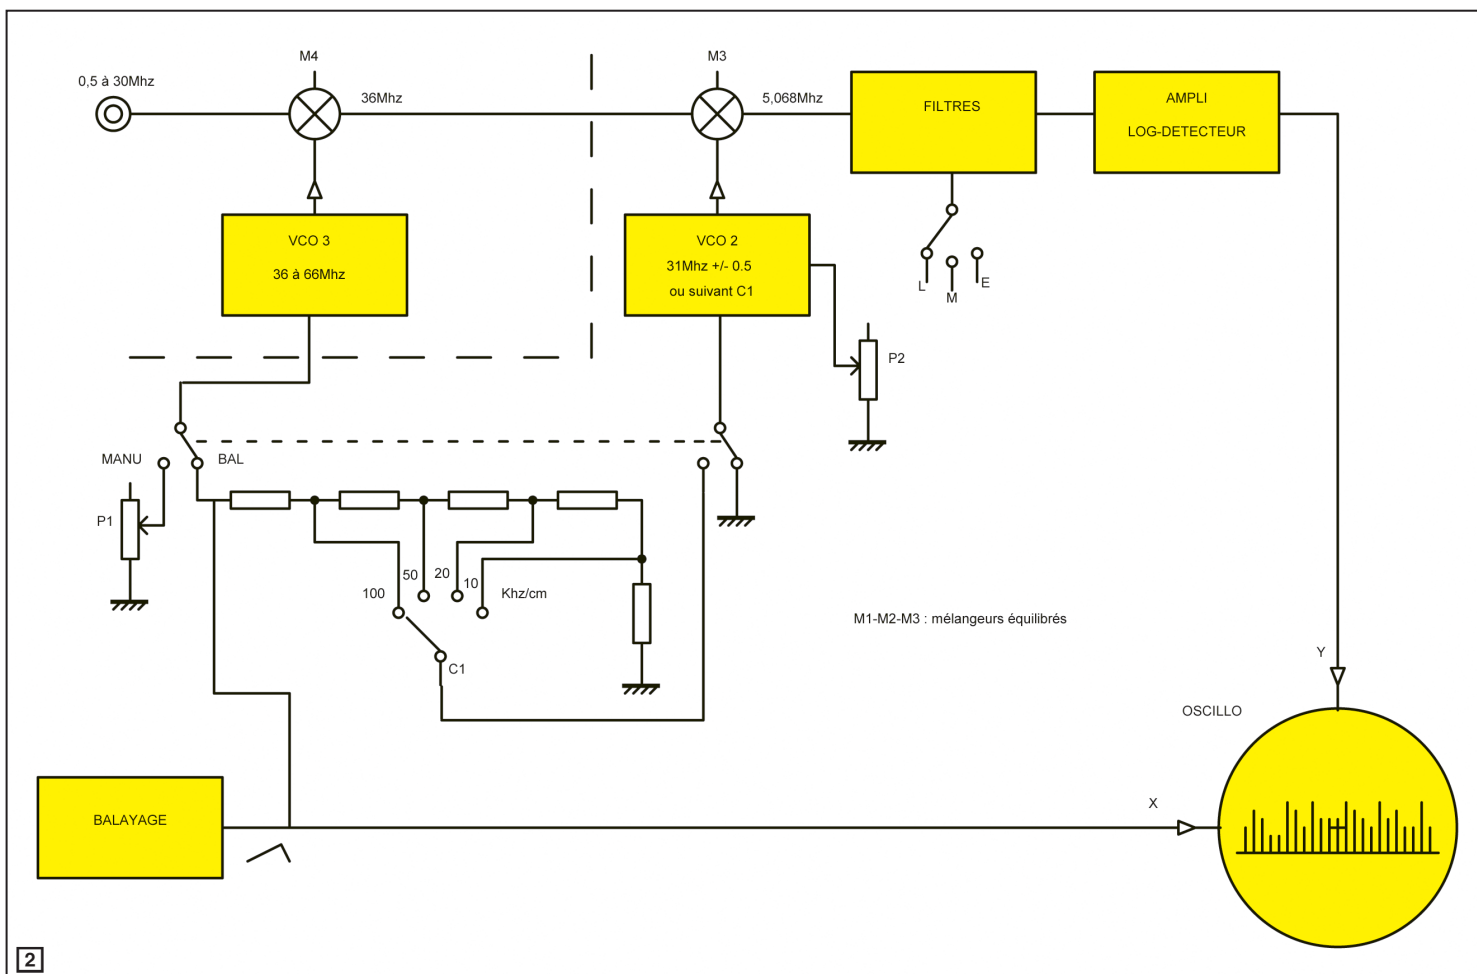 M4
M3
0,5 à 30Mhz
36Mhz
5,068Mhz
FILTRES
AMPLI
LOG-DETECTEUR
VCO 3
36 à 66Mhz
VCO 2
31Mhz +/- 0.5
ou suivant C1
L
M
E
P2
MANU
BAL
P1
100
50
20
10
Khz/cm
C1
M1-M2-M3 : mélangeurs équilibrés
Y
OSCILLO
BALAYAGE
X
2